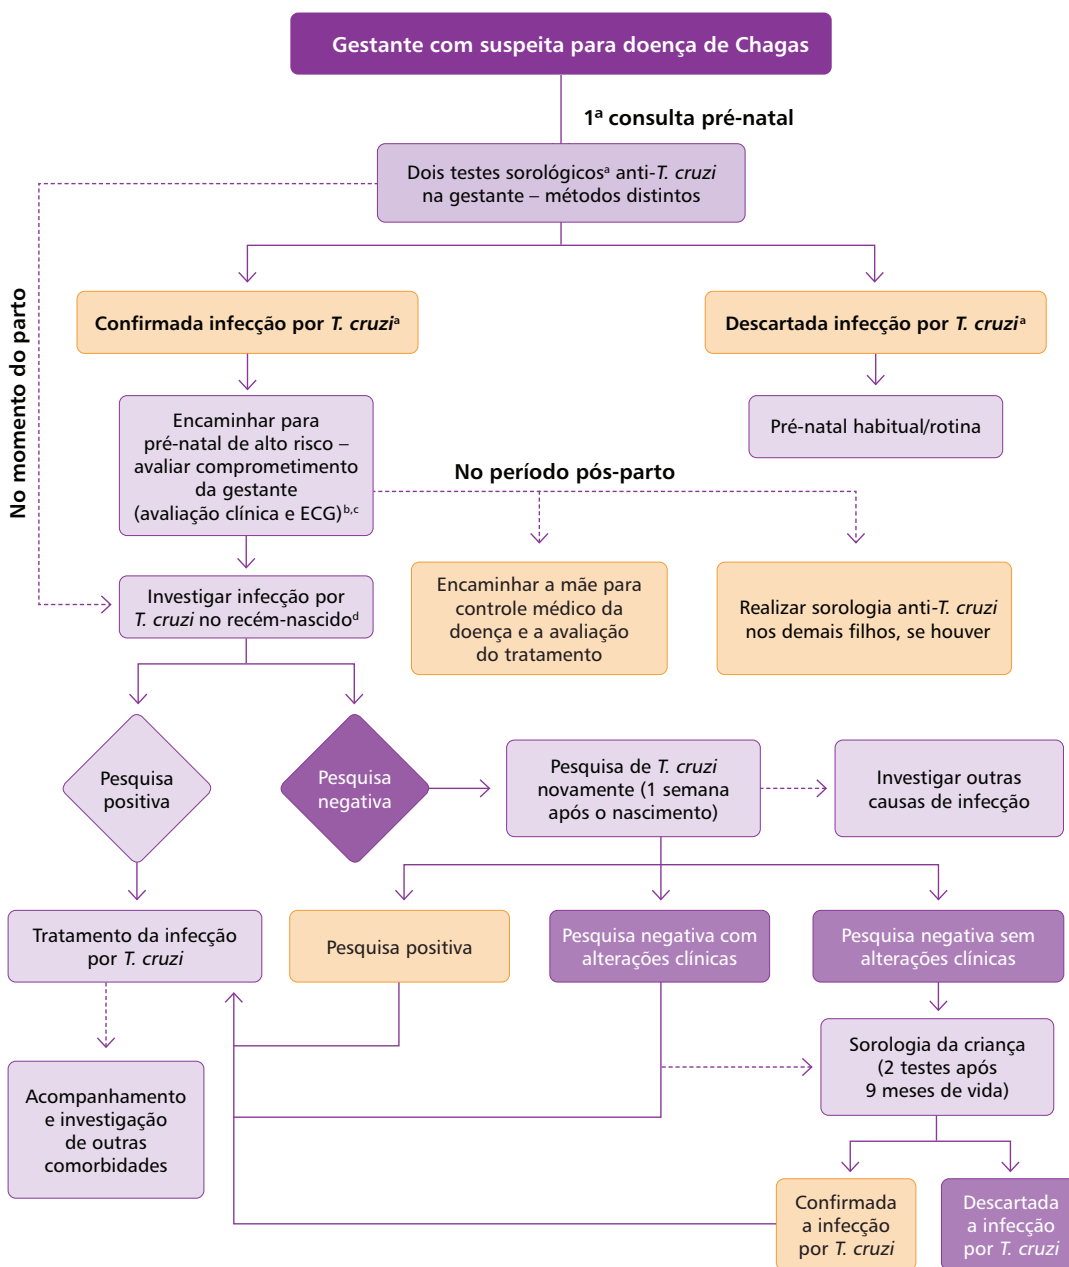 Gestante com suspeita para doença de Chagas
1ª consulta pré-natal
Dois testes sorológicosᵃ anti-T. cruzi
na gestante – métodos distintos
No momento do parto
Confirmada infecção por T. cruziᵃ
Descartada infecção por T. cruziᵃ
Encaminhar para
pré-natal de alto risco –
avaliar comprometimento
da gestante
(avaliação clínica e ECG)ᵇ,ᶜ
Pré-natal habitual/rotina
No período pós-parto
Investigar infecção por
T. cruzi no recém-nascidoᵈ
Encaminhar a mãe para
controle médico da
doença e a avaliação
do tratamento
Realizar sorologia anti-T. cruzi
nos demais filhos, se houver
Pesquisa
positiva
Pesquisa
negativa
Pesquisa de T. cruzi
novamente (1 semana
após o nascimento)
Investigar outras
causas de infecção
Tratamento da infecção
por T. cruzi
Pesquisa positiva
Pesquisa negativa com
alterações clínicas
Pesquisa negativa sem
alterações clínicas
Sorologia da criança
(2 testes após
9 meses de vida)
Acompanhamento
e investigação
de outras
comorbidades
Confirmada
a infecção
por T. cruzi
Descartada
a infecção
por T. cruzi